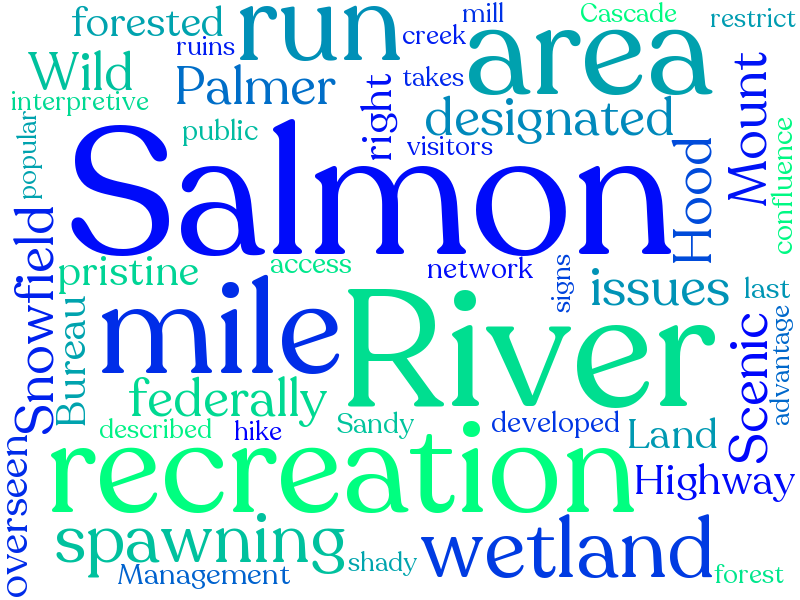 mill
Cascade
forested
run
restrict
ruins
creek
area
Wild
Palmer
takes
interpretive
right
designated
Mount
popular
public
visitors
Salmon
Hood
confluence
Snowfield
pristine
access
network
signs
issues
last
mile
River
Bureau
Scenic
advantage
federally
described
hike
Sandy
developed
Land
overseen
recreation
Highway
spawning
wetland
Management
shady
forest